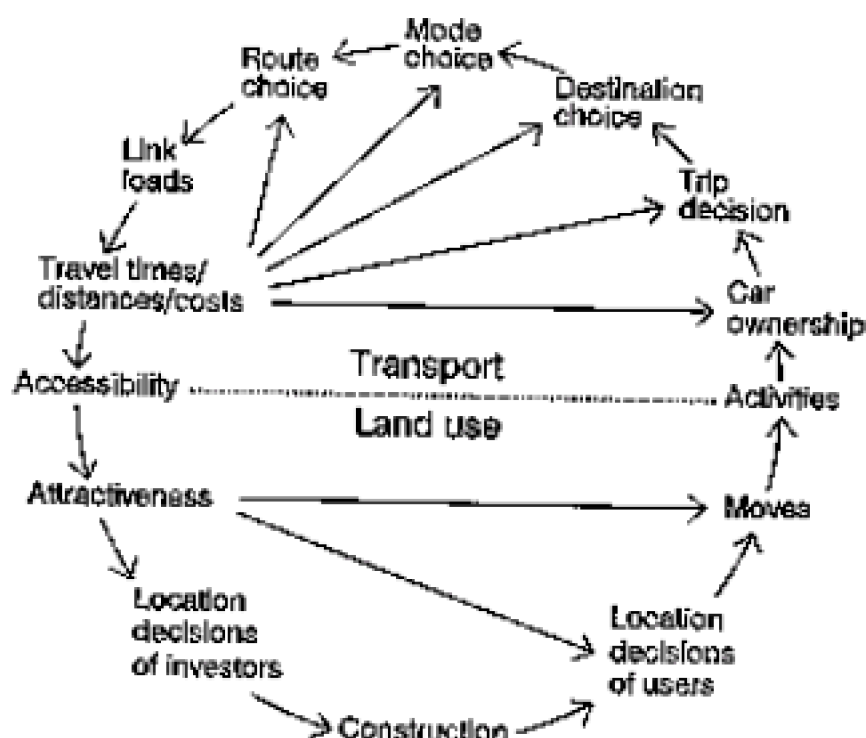 Mode
choice
Route
choice
Destination
choice
Link
loads
Trip
decision
Travel times/
distances/costs
Car
ownership
Transport
Accessibility
Activities
Land use
Attractiveness
Moves
Location
decisions
of investors
Location
decisions
of users
Construction